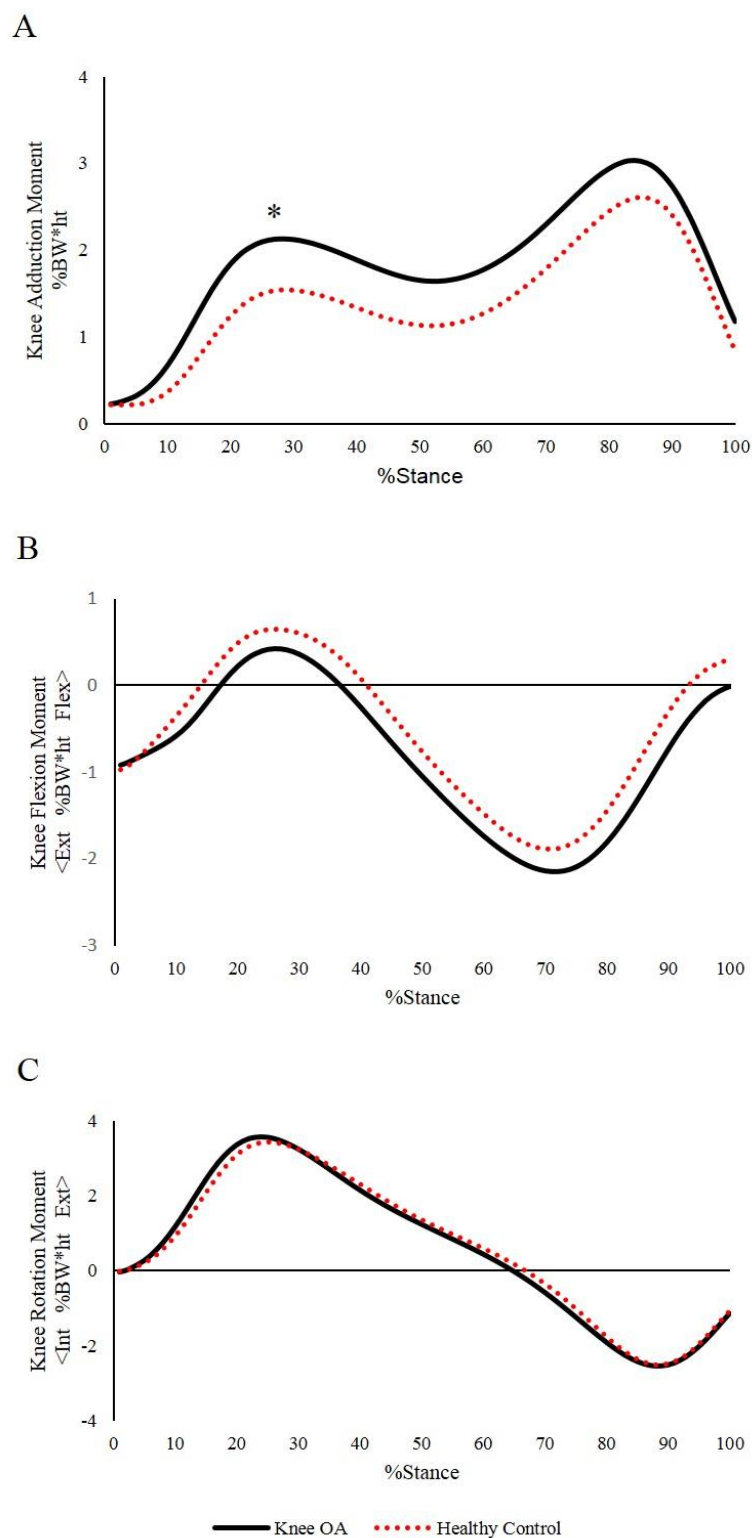 A
Knee Adduction Moment
%BW*ht
4
3
2
1
0
*
0 10 20 30 40 50 60 70 80 90 100
%Stance
B
Knee Flexion Moment
<Ext %BW*ht Flex>
1
0
-1
-2
-3
0 10 20 30 40 50 60 70 80 90 100
%Stance
C
Knee Rotation Moment
<Int %BW*ht Ext>
4
2
0
-2
-4
0 10 20 30 40 50 60 70 80 90 100
%Stance
Knee OA Healthy Control